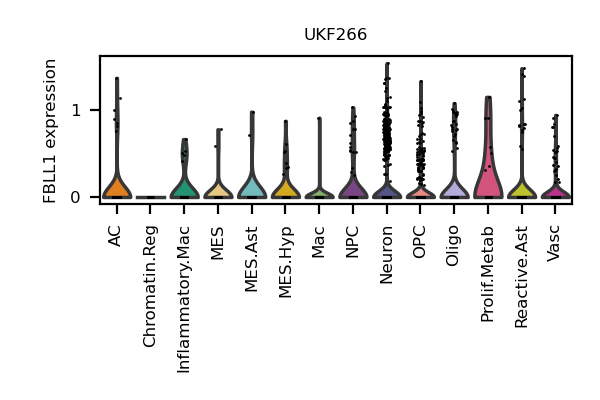 UKF266
FBLL1 expression
1
0
AC
Chromatin.Reg
Inflammatory.Mac
MES
MES.Ast
MES.Hyp
Mac
NPC
Neuron
OPC
Oligo
Prolif.Metab
Reactive.Ast
Vasc